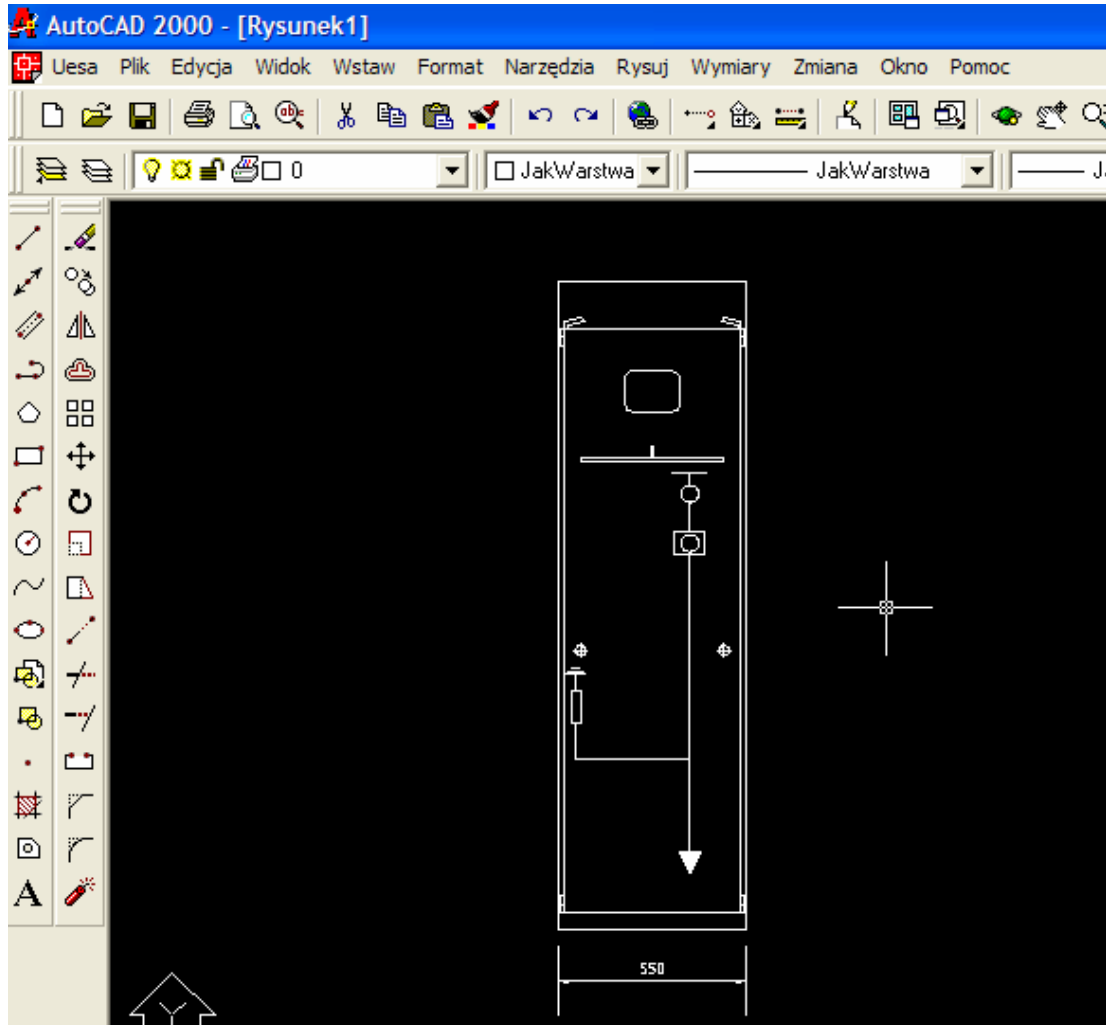 AutoCAD 2000 - [Rysunek1]
Uesa Plik Edycja Widok Wstaw Format Narzędzia Rysuj Wymiary Zmiana Okno Pomoc
0 JakWarstwa JakWarstwa
A
550
Y